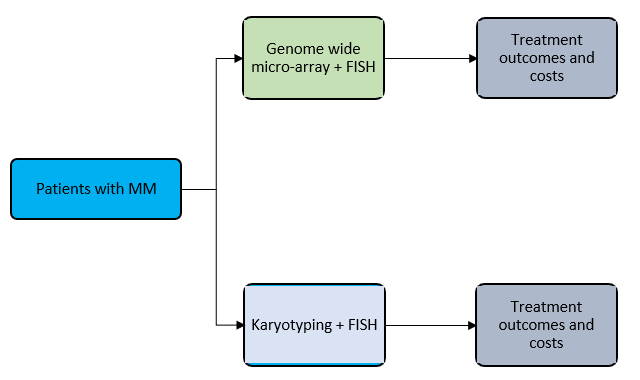 Genome wide
micro-array + FISH
Treatment
outcomes and
costs
Patients with MM
Karyotyping + FISH
Treatment
outcomes and
costs